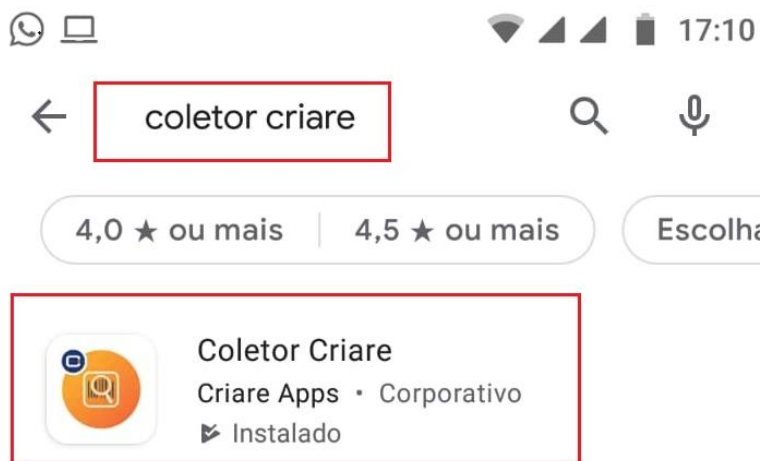 17:10
coletor criare
4,0 ★ ou mais 4,5 ★ ou mais Escolha
Coletor Criare
Criare Apps • Corporativo
Instalado